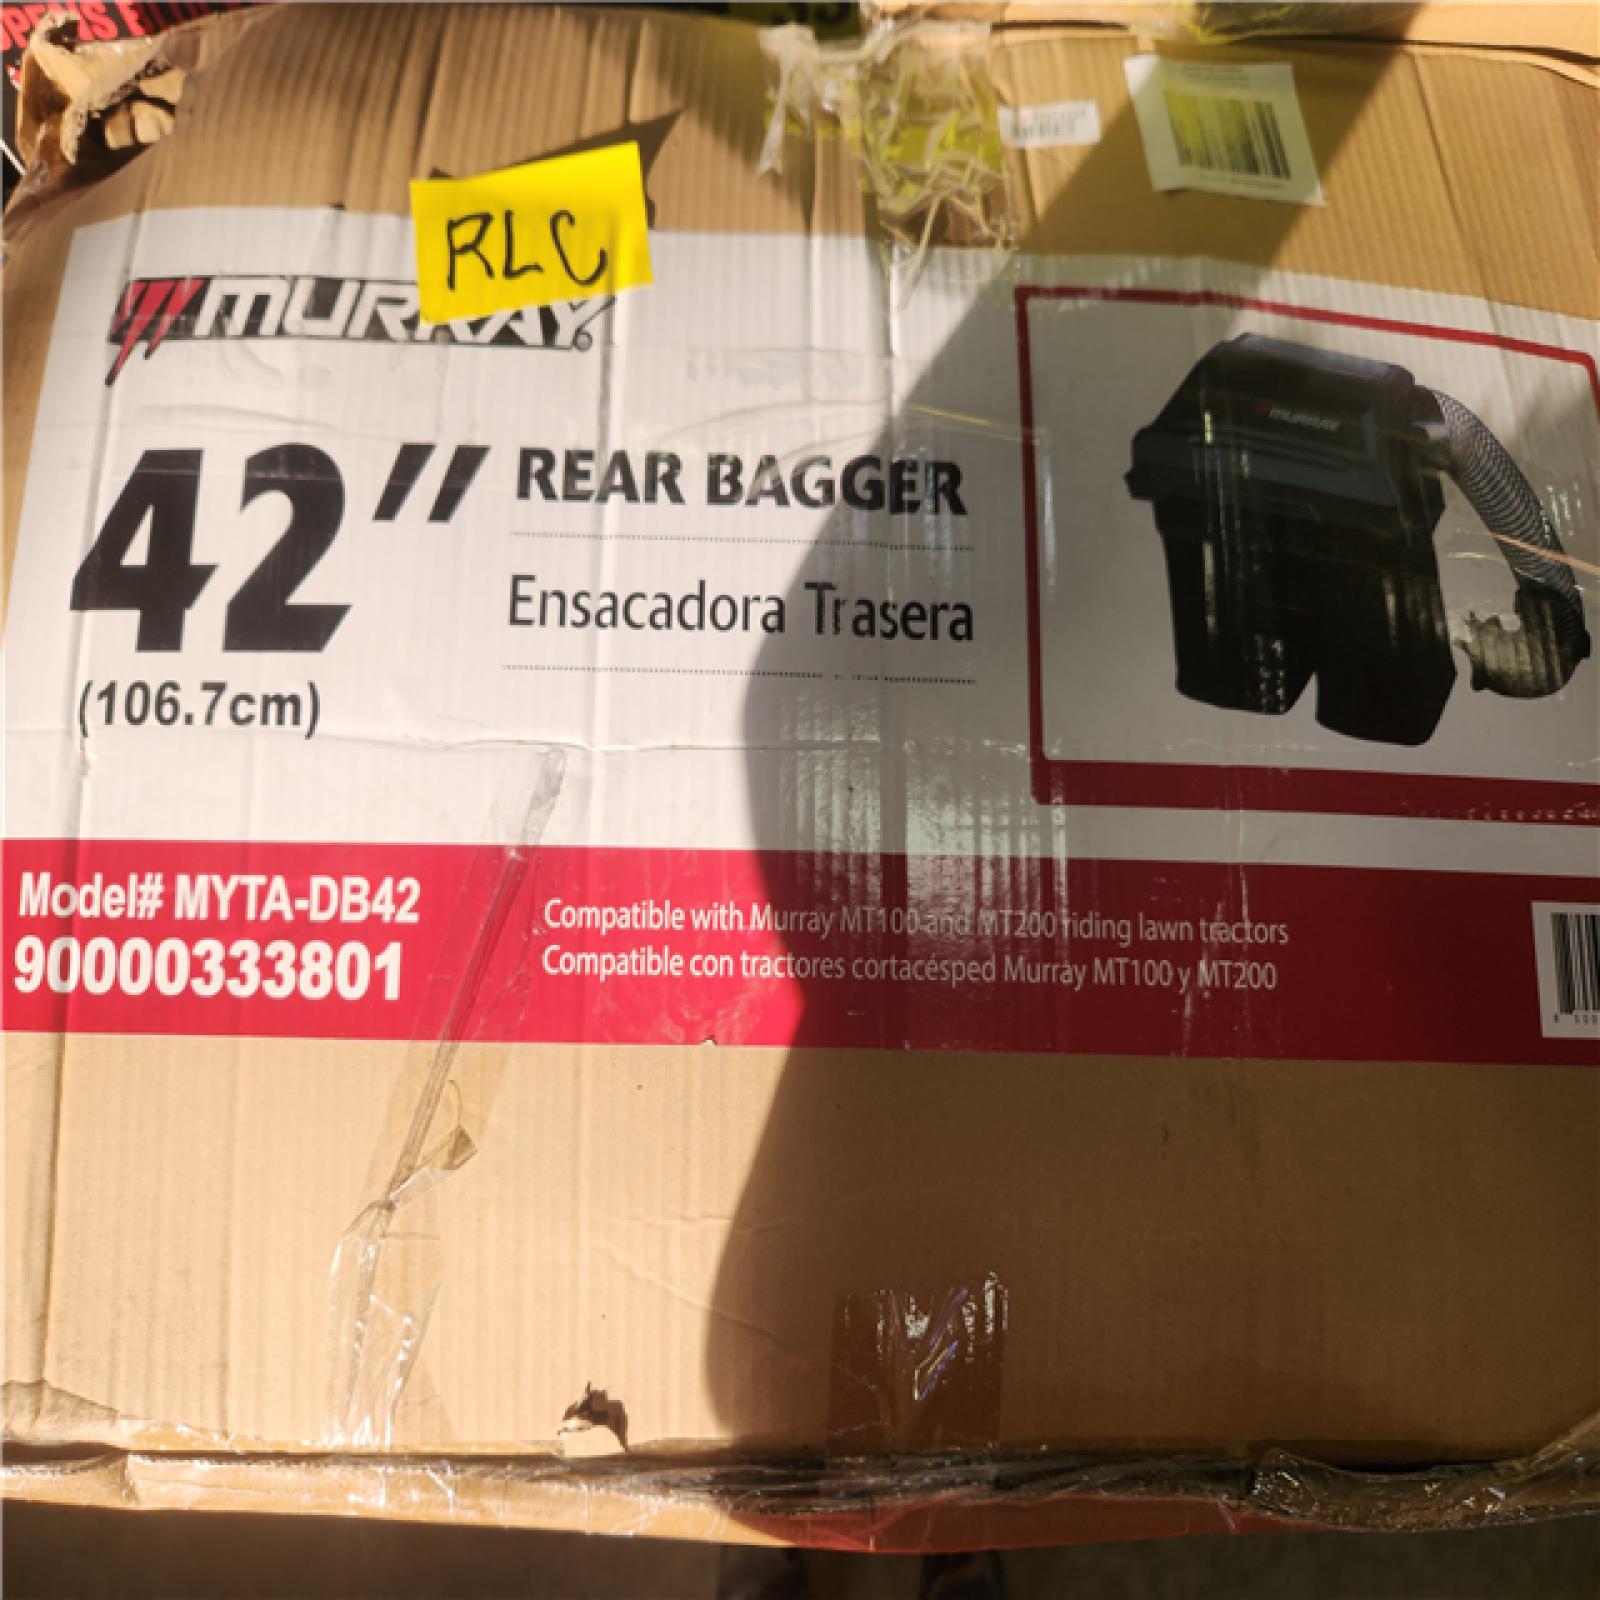 RLC
MURRAY
42"
(106.7cm)
REAR BAGGER
Ensacadora Trasera
MURRAY
Model# MYTA-DB42
90000333801
Compatible with Murray MT100 and MT200 riding lawn tractors
Compatible con tractores cortacésped Murray MT100 y MT200